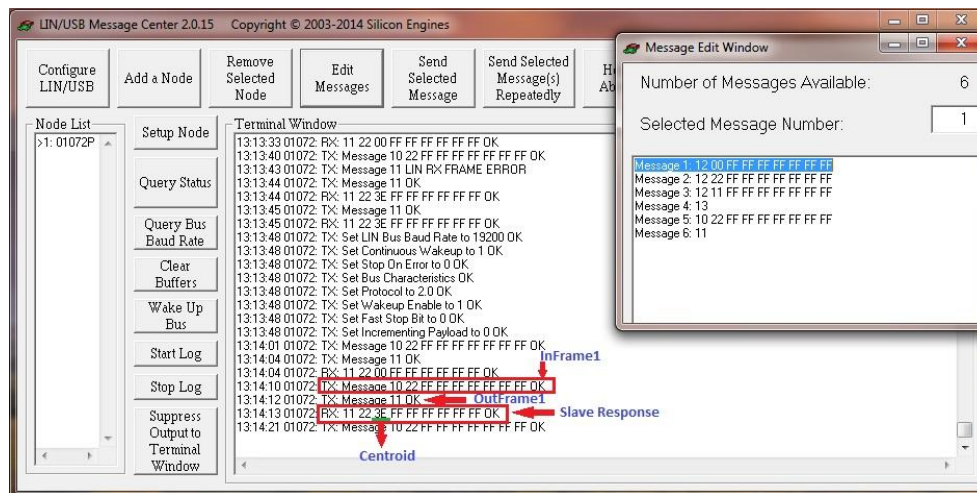 LIN/USB Message Center 2.0.15 Copyright © 2003-2014 Silicon Engines
Configure LIN/USB
Add a Node
Remove Selected Node
Edit Messages
Send Selected Message
Send Selected Message(s) Repeatedly
Node List
>1: 01072P
Setup Node
Query Status
Query Bus Baud Rate
Clear Buffers
Wake Up Bus
Start Log
Stop Log
Suppress Output to Terminal Window
Terminal Window
13:13:33 01072: RX: 11 22 00 FF FF FF FF FF FF OK
13:13:40 01072: TX: Message 10 22 FF FF FF FF FF FF FF OK
13:13:43 01072: TX: Message 11 LIN RX FRAME ERROR
13:13:44 01072: TX: Message 11 OK
13:13:44 01072: RX: 11 22 3E FF FF FF FF FF FF OK
13:13:45 01072: TX: Message 11 OK
13:13:45 01072: RX: 11 22 3E FF FF FF FF FF FF OK
13:13:48 01072: TX: Set LIN Bus Baud Rate to 19200 OK
13:13:48 01072: TX: Set Continuous Wakeup to 1 OK
13:13:48 01072: TX: Set Stop On Error to 0 OK
13:13:48 01072: TX: Set Bus Characteristics OK
13:13:48 01072: TX: Set Protocol to 2.0 OK
13:13:48 01072: TX: Set Wakeup Enable to 1 OK
13:13:48 01072: TX: Set Fast Stop Bit to 0 OK
13:13:48 01072: TX: Set Incrementing Payload to 0 OK
13:14:01 01072: TX: Message 10 22 FF FF FF FF FF FF FF OK
13:14:04 01072: TX: Message 11 OK
InFrame1
13:14:04 01072: RX: 11 22 00 FF FF FF FF FF FF OK
13:14:10 01072: TX: Message 10 22 FF FF FF FF FF FF FF OK
13:14:12 01072: TX: Message 11 OK
OutFrame1
13:14:13 01072: RX: 11 22 3E FF FF FF FF FF FF OK
Slave Response
13:14:21 01072: TX: Message 10 22 FF FF FF FF FF FF FF OK
Centroid
Message Edit Window
Number of Messages Available: 6
Selected Message Number: 1
Message 1: 12 00 FF FF FF FF FF FF FF
Message 2: 12 22 FF FF FF FF FF FF FF
Message 3: 12 11 FF FF FF FF FF FF FF
Message 4: 13
Message 5: 10 22 FF FF FF FF FF FF FF
Message 6: 11